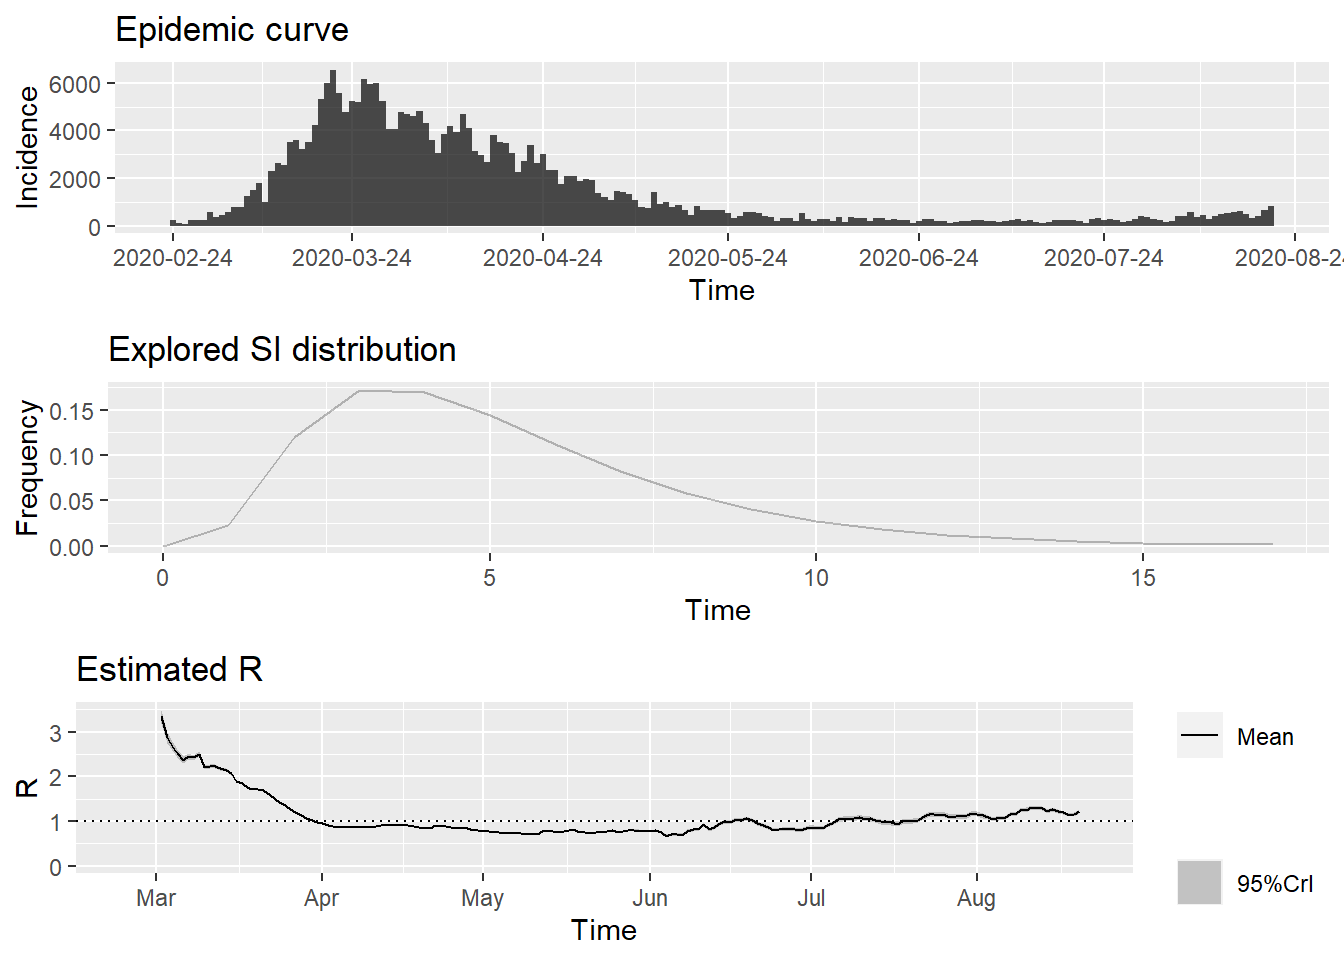 Epidemic curve
Incidence
6000
4000
2000
0
2020-02-24 2020-03-24 2020-04-24 2020-05-24 2020-06-24 2020-07-24 2020-08-24
Time
Explored SI distribution
Frequency
0.15
0.10
0.05
0.00
0 5 10 15
Time
Estimated R
R
3
2
1
0
Mar Apr May Jun Jul Aug
Time
Mean
95%CrI